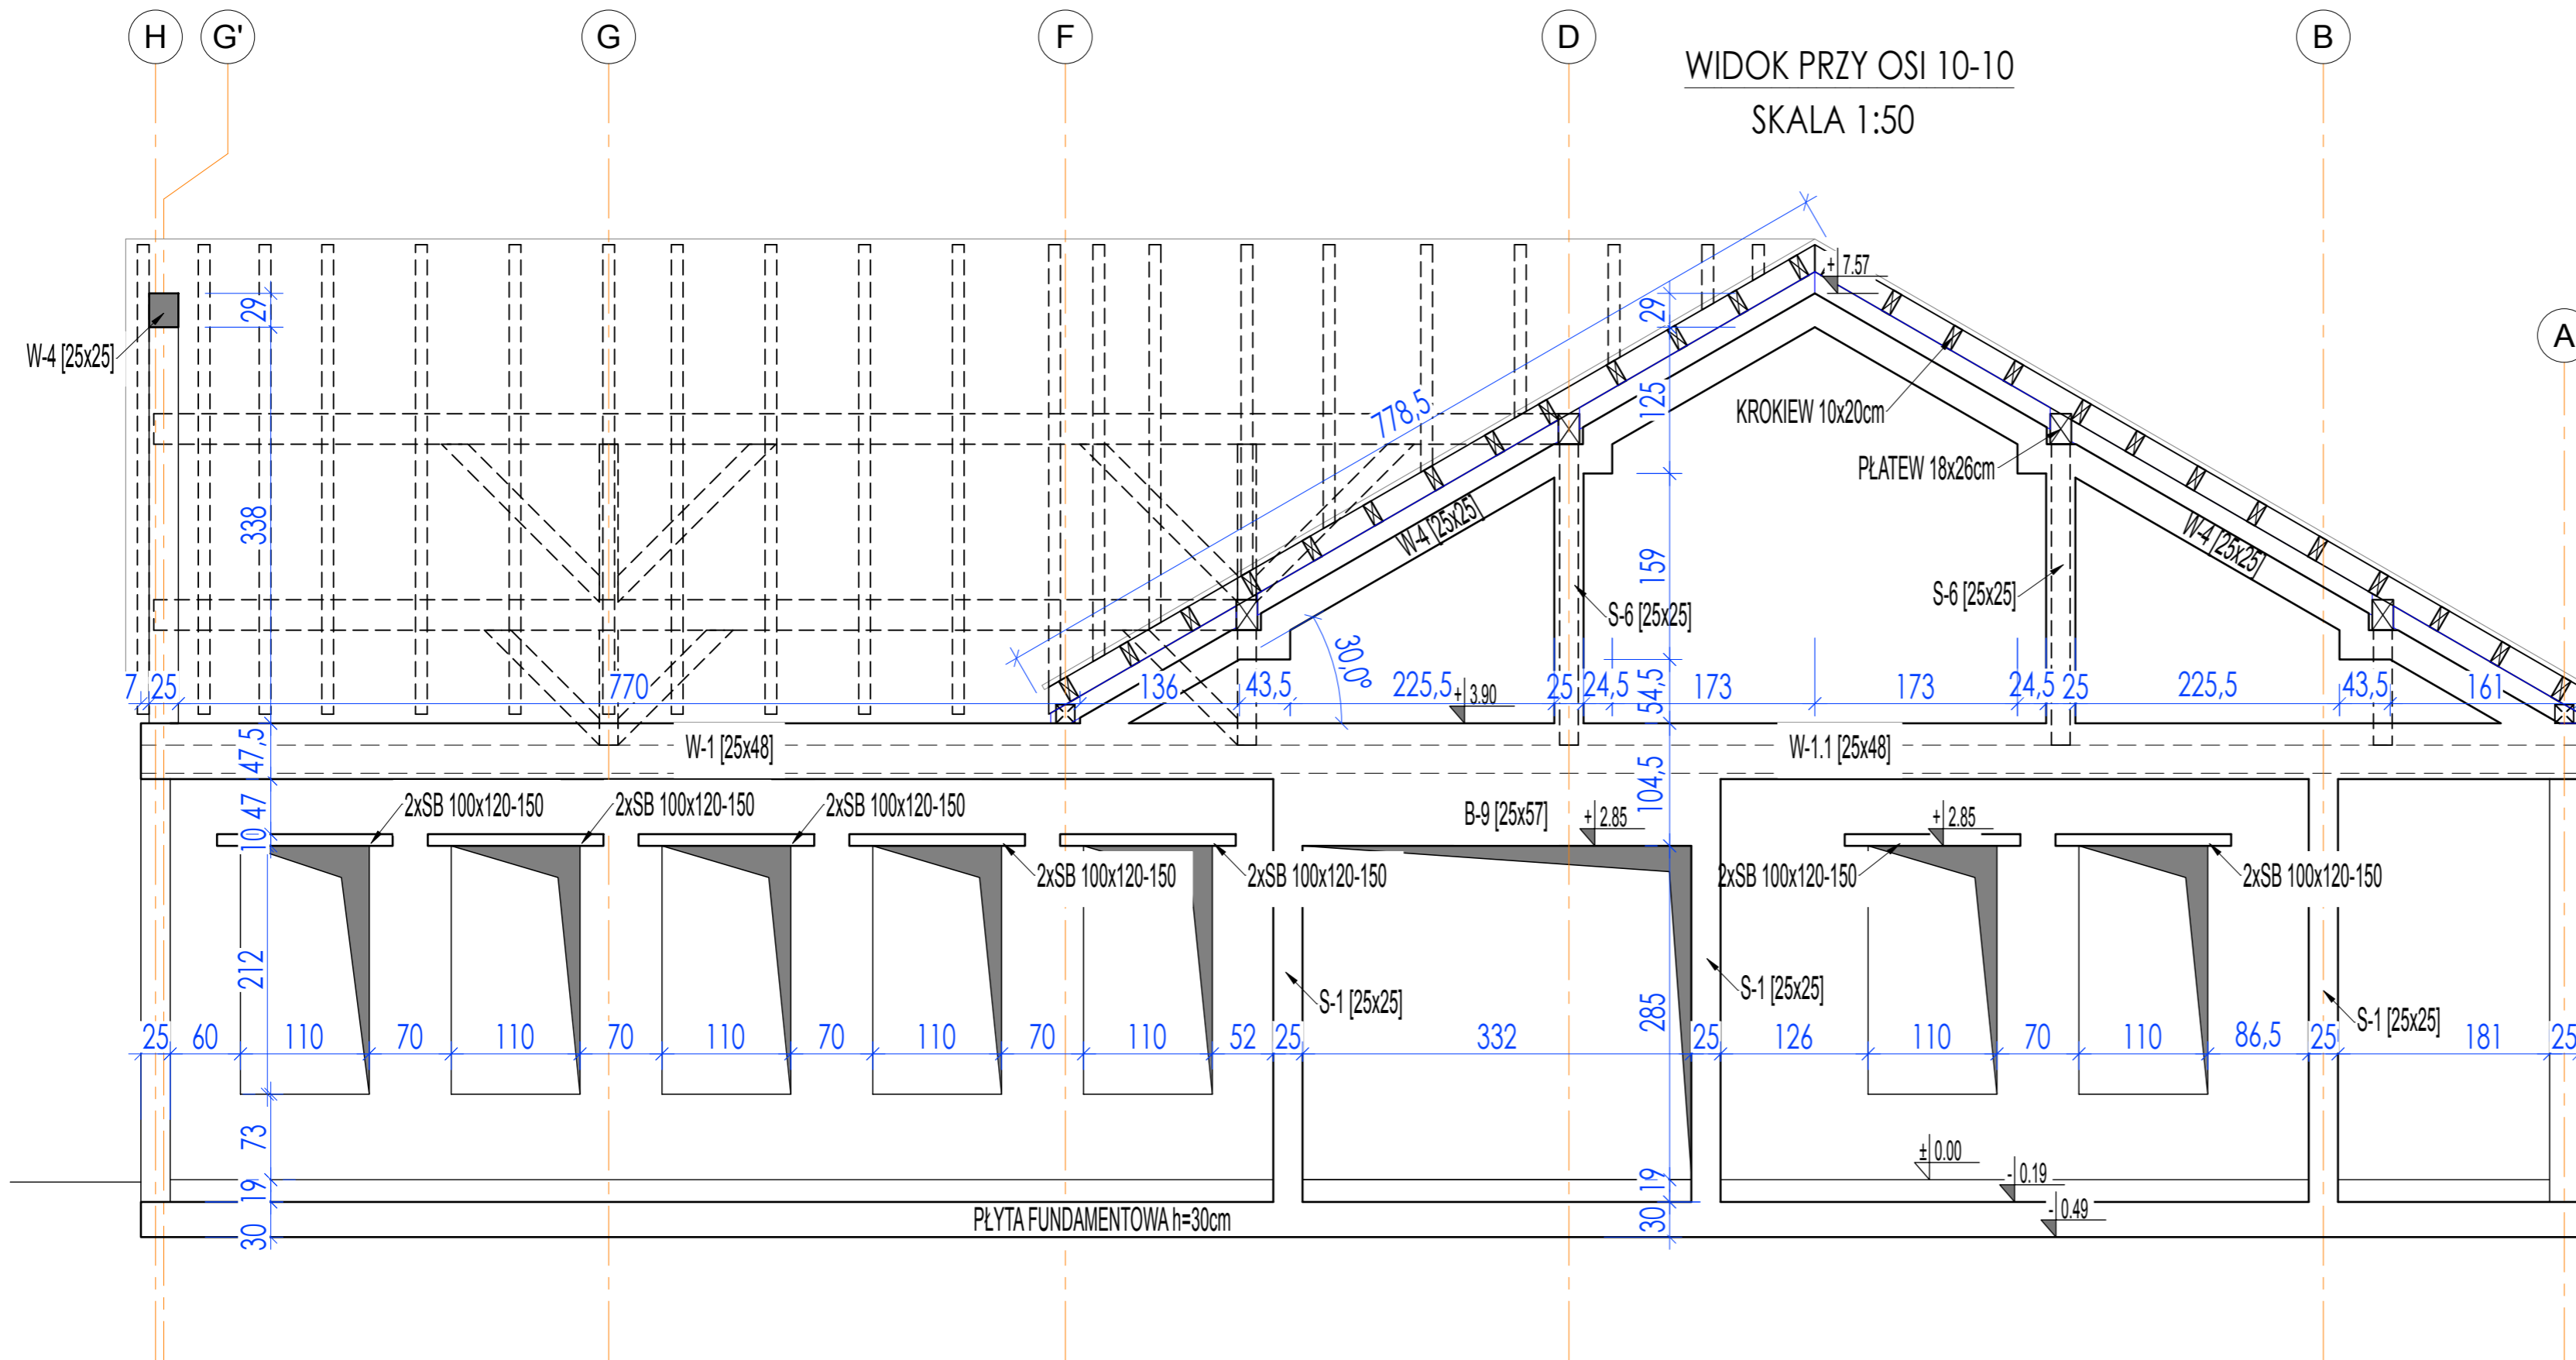 H
G'
G
F
D
B
WIDOK PRZY OSI 10-10
SKALA 1:50
+ 7.57
29
29
A
W-4 [25x25]
778,5
125
KROKIEW 10x20cm
PŁATEW 18x26cm
338
W-4 [25x25]
W-4 [25x25]
159
S-6 [25x25]
S-6 [25x25]
30,0°
7
25
770
136
43,5
225,5
+ 3.90
25
24,5
54,5
173
173
24,5
25
225,5
43,5
161
47,5
W-1 [25x48]
W-1.1 [25x48]
104,5
47
10
2xSB 100x120-150
2xSB 100x120-150
2xSB 100x120-150
B-9 [25x57]
+ 2.85
+ 2.85
2xSB 100x120-150
2xSB 100x120-150
2xSB 100x120-150
2xSB 100x120-150
212
S-1 [25x25]
285
S-1 [25x25]
S-1 [25x25]
25
60
110
70
110
70
110
70
110
70
110
52
25
332
25
126
110
70
110
86,5
25
181
25
73
± 0.00
19
19
- 0.19
- 0.49
30
PŁYTA FUNDAMENTOWA h=30cm
30